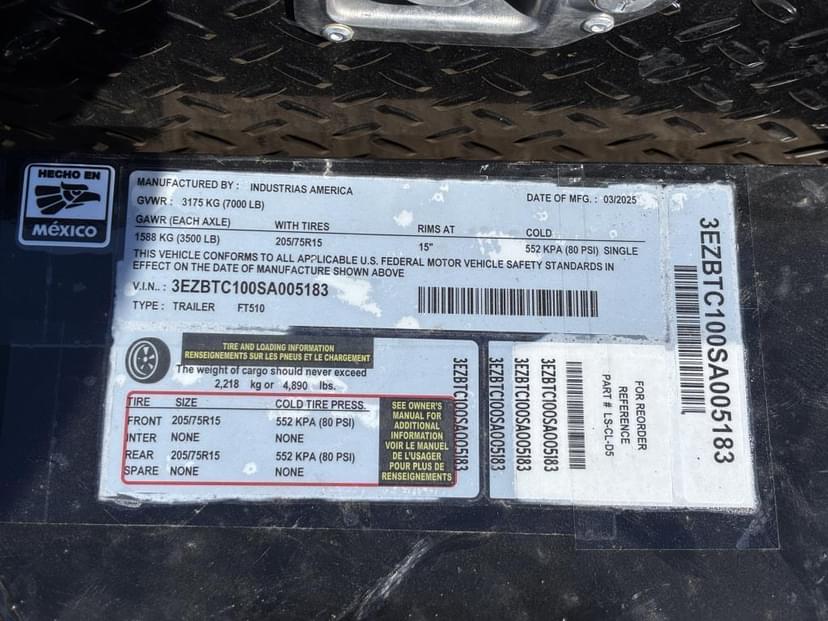 HECHO EN
MÉXICO
MANUFACTURED BY : INDUSTRIAS AMERICA
GVWR : 3175 KG (7000 LB) DATE OF MFG. : 03/2025
GAWR (EACH AXLE) WITH TIRES RIMS AT COLD
1588 KG (3500 LB) 205/75R15 15" 552 KPA (80 PSI) SINGLE
THIS VEHICLE CONFORMS TO ALL APPLICABLE U.S. FEDERAL MOTOR VEHICLE SAFETY STANDARDS IN
EFFECT ON THE DATE OF MANUFACTURE SHOWN ABOVE
V.I.N.. : 3EZBTC100SA005183
TYPE : TRAILER FT510
3EZBTC100SA005183
TIRE AND LOADING INFORMATION
RENSEIGNEMENTS SUR LES PNEUS ET LE CHARGEMENT
The weight of cargo should never exceed
2,218 kg or 4,890 lbs.
TIRE SIZE COLD TIRE PRESS.
FRONT 205/75R15 552 KPA (80 PSI)
INTER NONE NONE
REAR 205/75R15 552 KPA (80 PSI)
SPARE NONE NONE
SEE OWNER'S
MANUAL FOR
ADDITIONAL
INFORMATION
VOIR LE MANUEL
DE L'USAGER
POUR PLUS DE
RENSEIGNEMENTS
3EZBTC100SA005183
3EZBTC100SA005183
3EZBTC100SA005183
3EZBTC100SA005183
FOR REORDER
REFERENCE
PART # LS-CL-D5